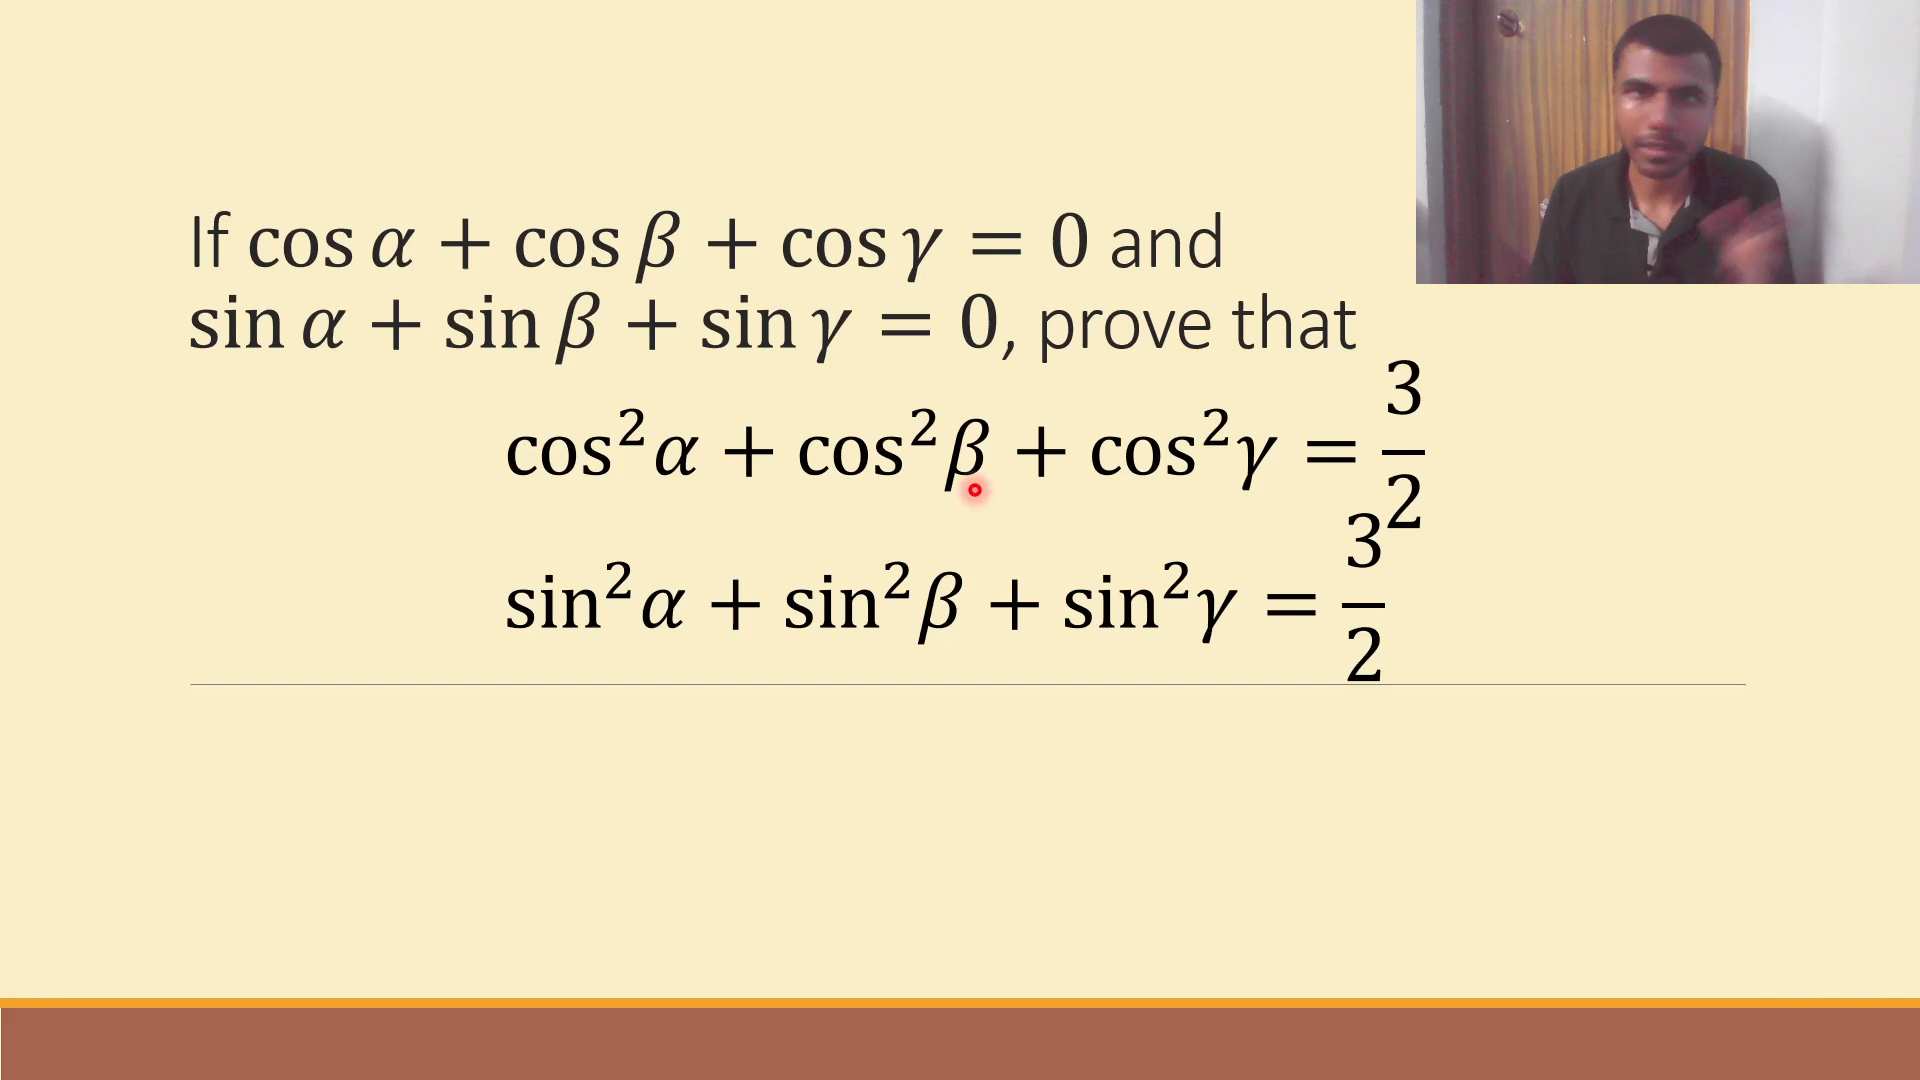 If cos α + cos β + cos γ = 0 and
sin α + sin β + sin γ = 0, prove that
cos²α + cos²β + cos²γ = 3/2
sin²α + sin²β + sin²γ = 3/2